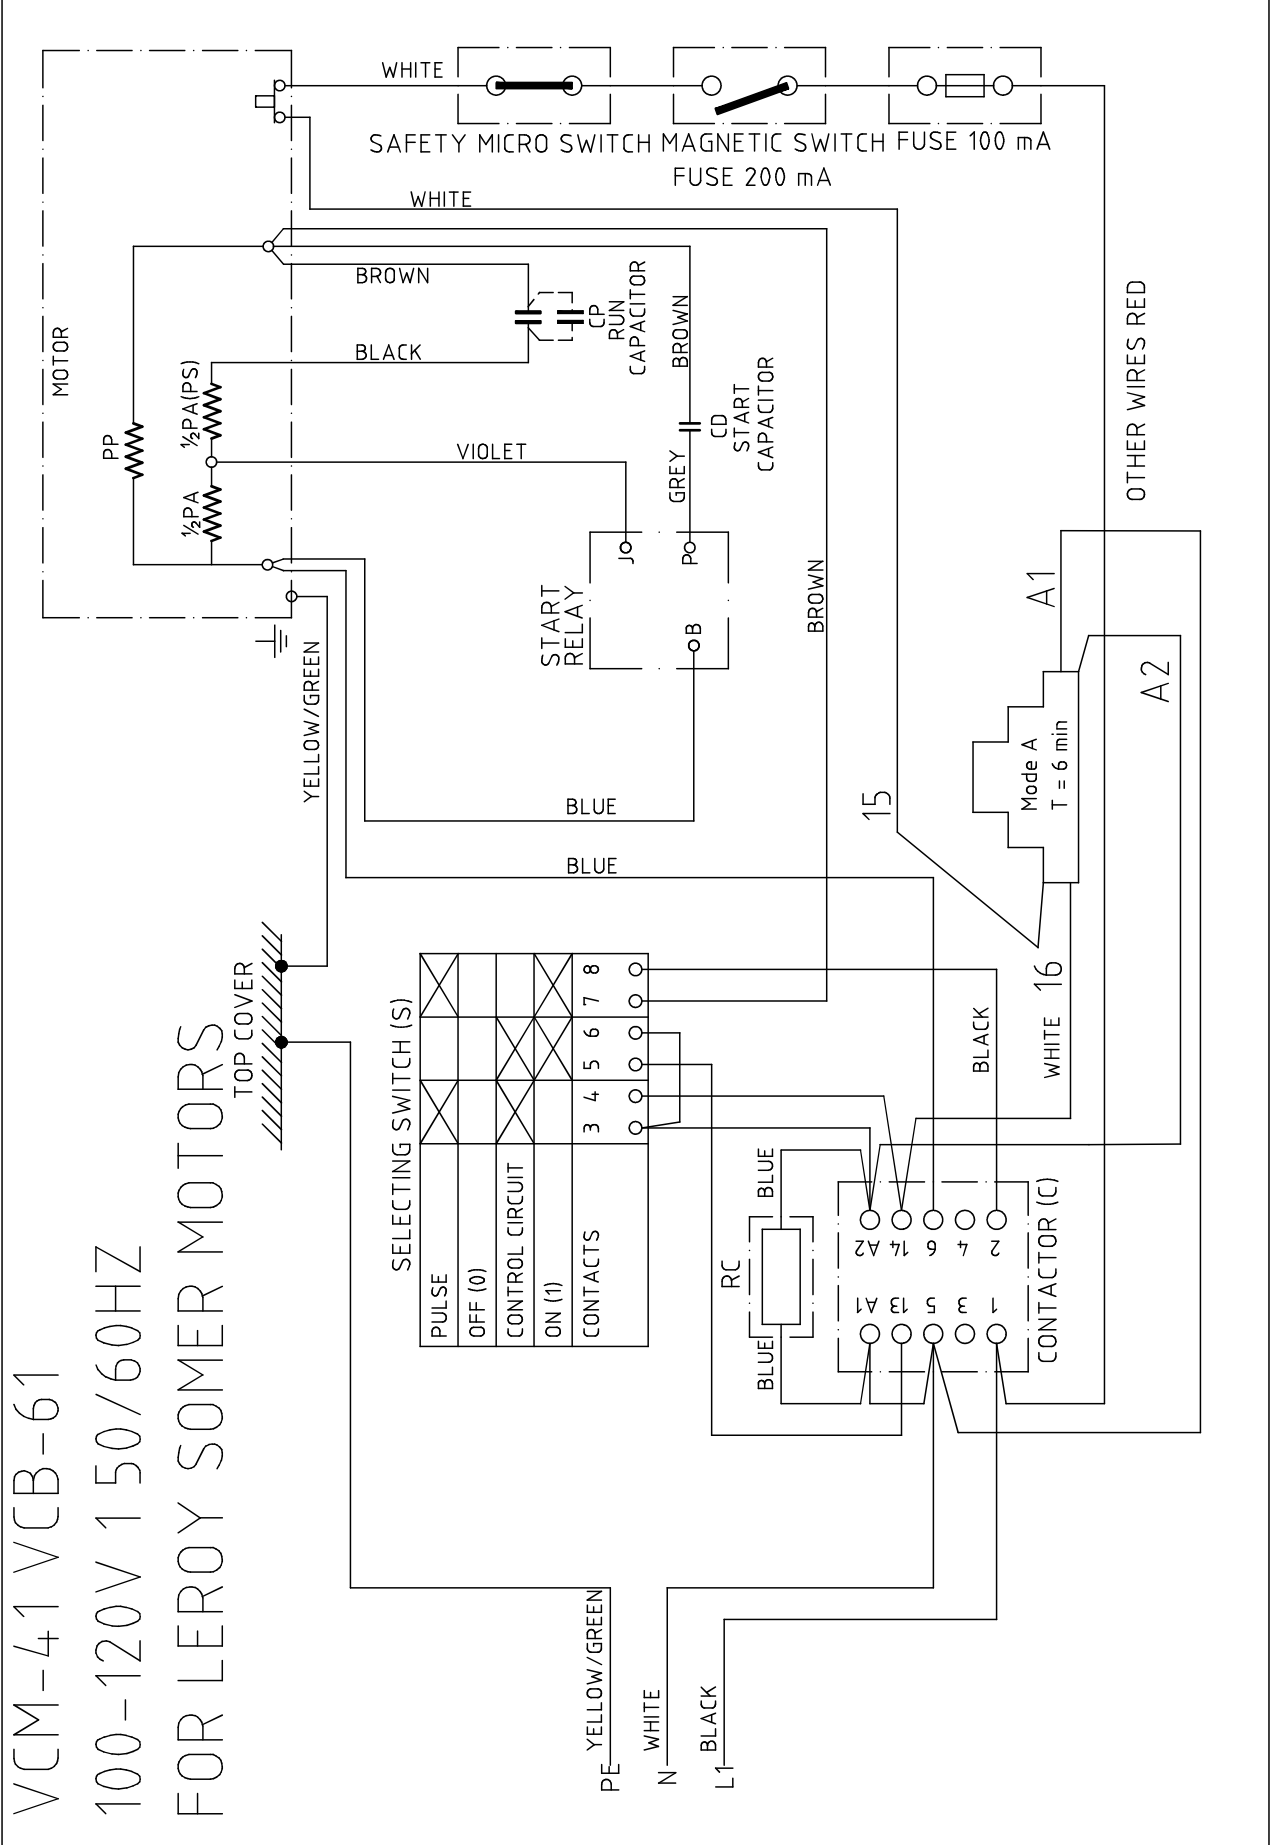 VCM-41 VCB-61
100-120V 1 50/60HZ
FOR LEROY SOMER MOTORS
MOTOR
PP
½PA(PS)
½PA
WHITE
SAFETY MICRO SWITCH
MAGNETIC SWITCH
FUSE 100 mA
FUSE 200 mA
WHITE
BROWN
BLACK
VIOLET
CP
RUN
CAPACITOR
BROWN
CD
START
CAPACITOR
GREY
START
RELAY
J
P
B
BROWN
OTHER WIRES RED
YELLOW/GREEN
BLUE
BLUE
TOP COVER
A1
A2
Mode A
T = 6 min
15
16
WHITE
BLACK
SELECTING SWITCH (S)
PULSE
OFF (0)
CONTROL CIRCUIT
ON (1)
CONTACTS 3 4 5 6 7 8
RC
BLUE
BLUE
A2 14 6 4 2
A1 13 5 3 1
CONTACTOR (C)
PE YELLOW/GREEN
N WHITE
L1 BLACK